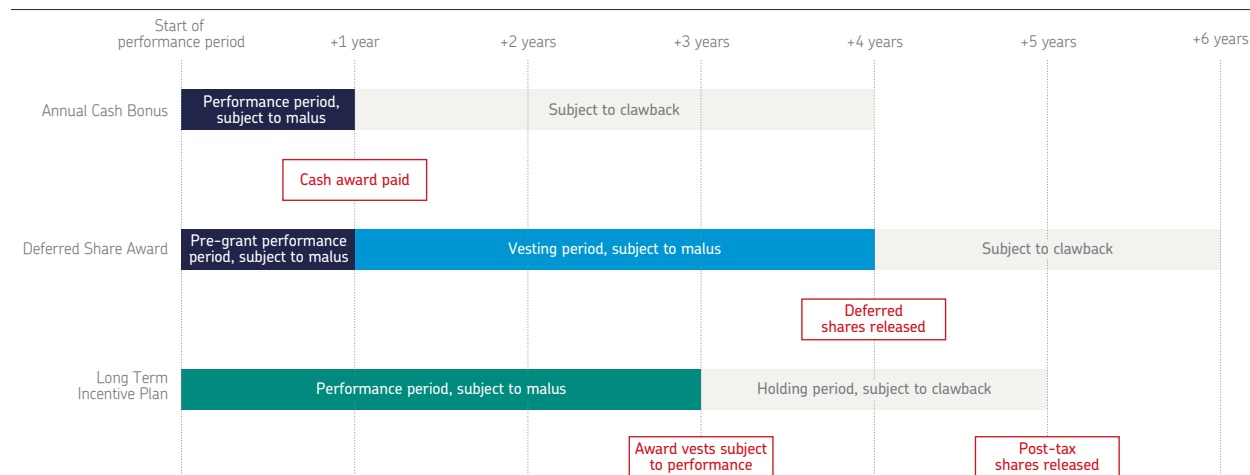 Start of
performance period
+1 year
+2 years
+3 years
+4 years
+5 years
+6 years
Annual Cash Bonus
Performance period,
subject to malus
Subject to clawback
Cash award paid
Deferred Share Award
Pre-grant performance
period, subject to malus
Vesting period, subject to malus
Subject to clawback
Deferred
shares released
Long Term
Incentive Plan
Performance period, subject to malus
Holding period, subject to clawback
Award vests subject
to performance
Post-tax
shares released